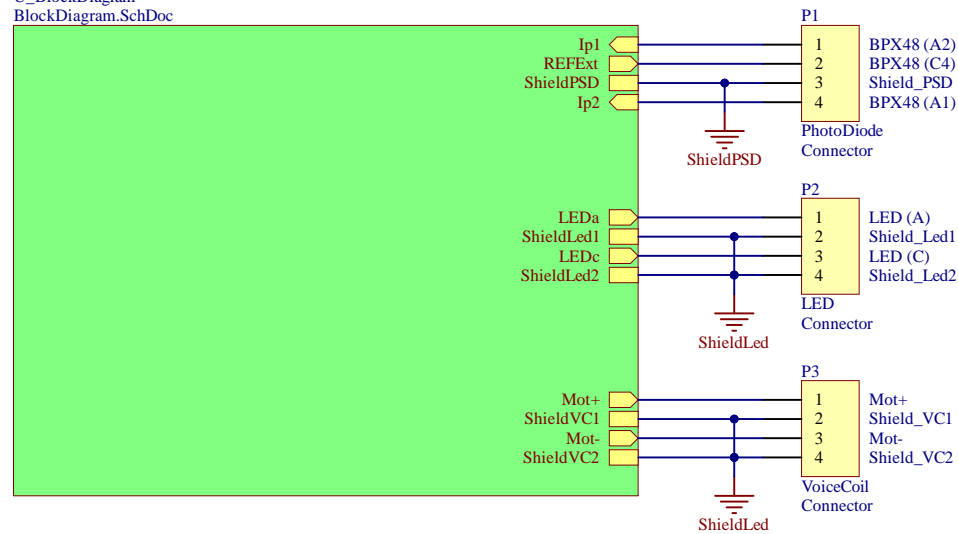 U_BlockDiagram
BlockDiagram.SchDoc
P1
Ip1 1 BPX48 (A2)
REFExt 2 BPX48 (C4)
ShieldPSD 3 Shield_PSD
Ip2 4 BPX48 (A1)
PhotoDiode
Connector
ShieldPSD
P2
LEDa 1 LED (A)
ShieldLed1 2 Shield_Led1
LEDc 3 LED (C)
ShieldLed2 4 Shield_Led2
LED
Connector
ShieldLed
P3
Mot+ 1 Mot+
ShieldVC1 2 Shield_VC1
Mot- 3 Mot-
ShieldVC2 4 Shield_VC2
VoiceCoil
Connector
ShieldLed